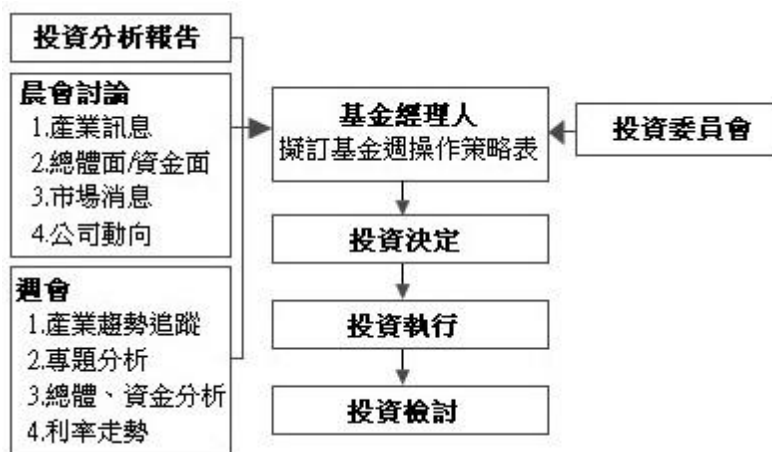 投資分析報告
晨會討論
1.產業訊息
2.總體面/資金面
3.市場消息
4.公司動向
週會
1.產業趨勢追蹤
2.專題分析
3.總體、資金分析
4.利率走勢
基金經理人
擬訂基金週操作策略表
投資委員會
投資決定
投資執行
投資檢討